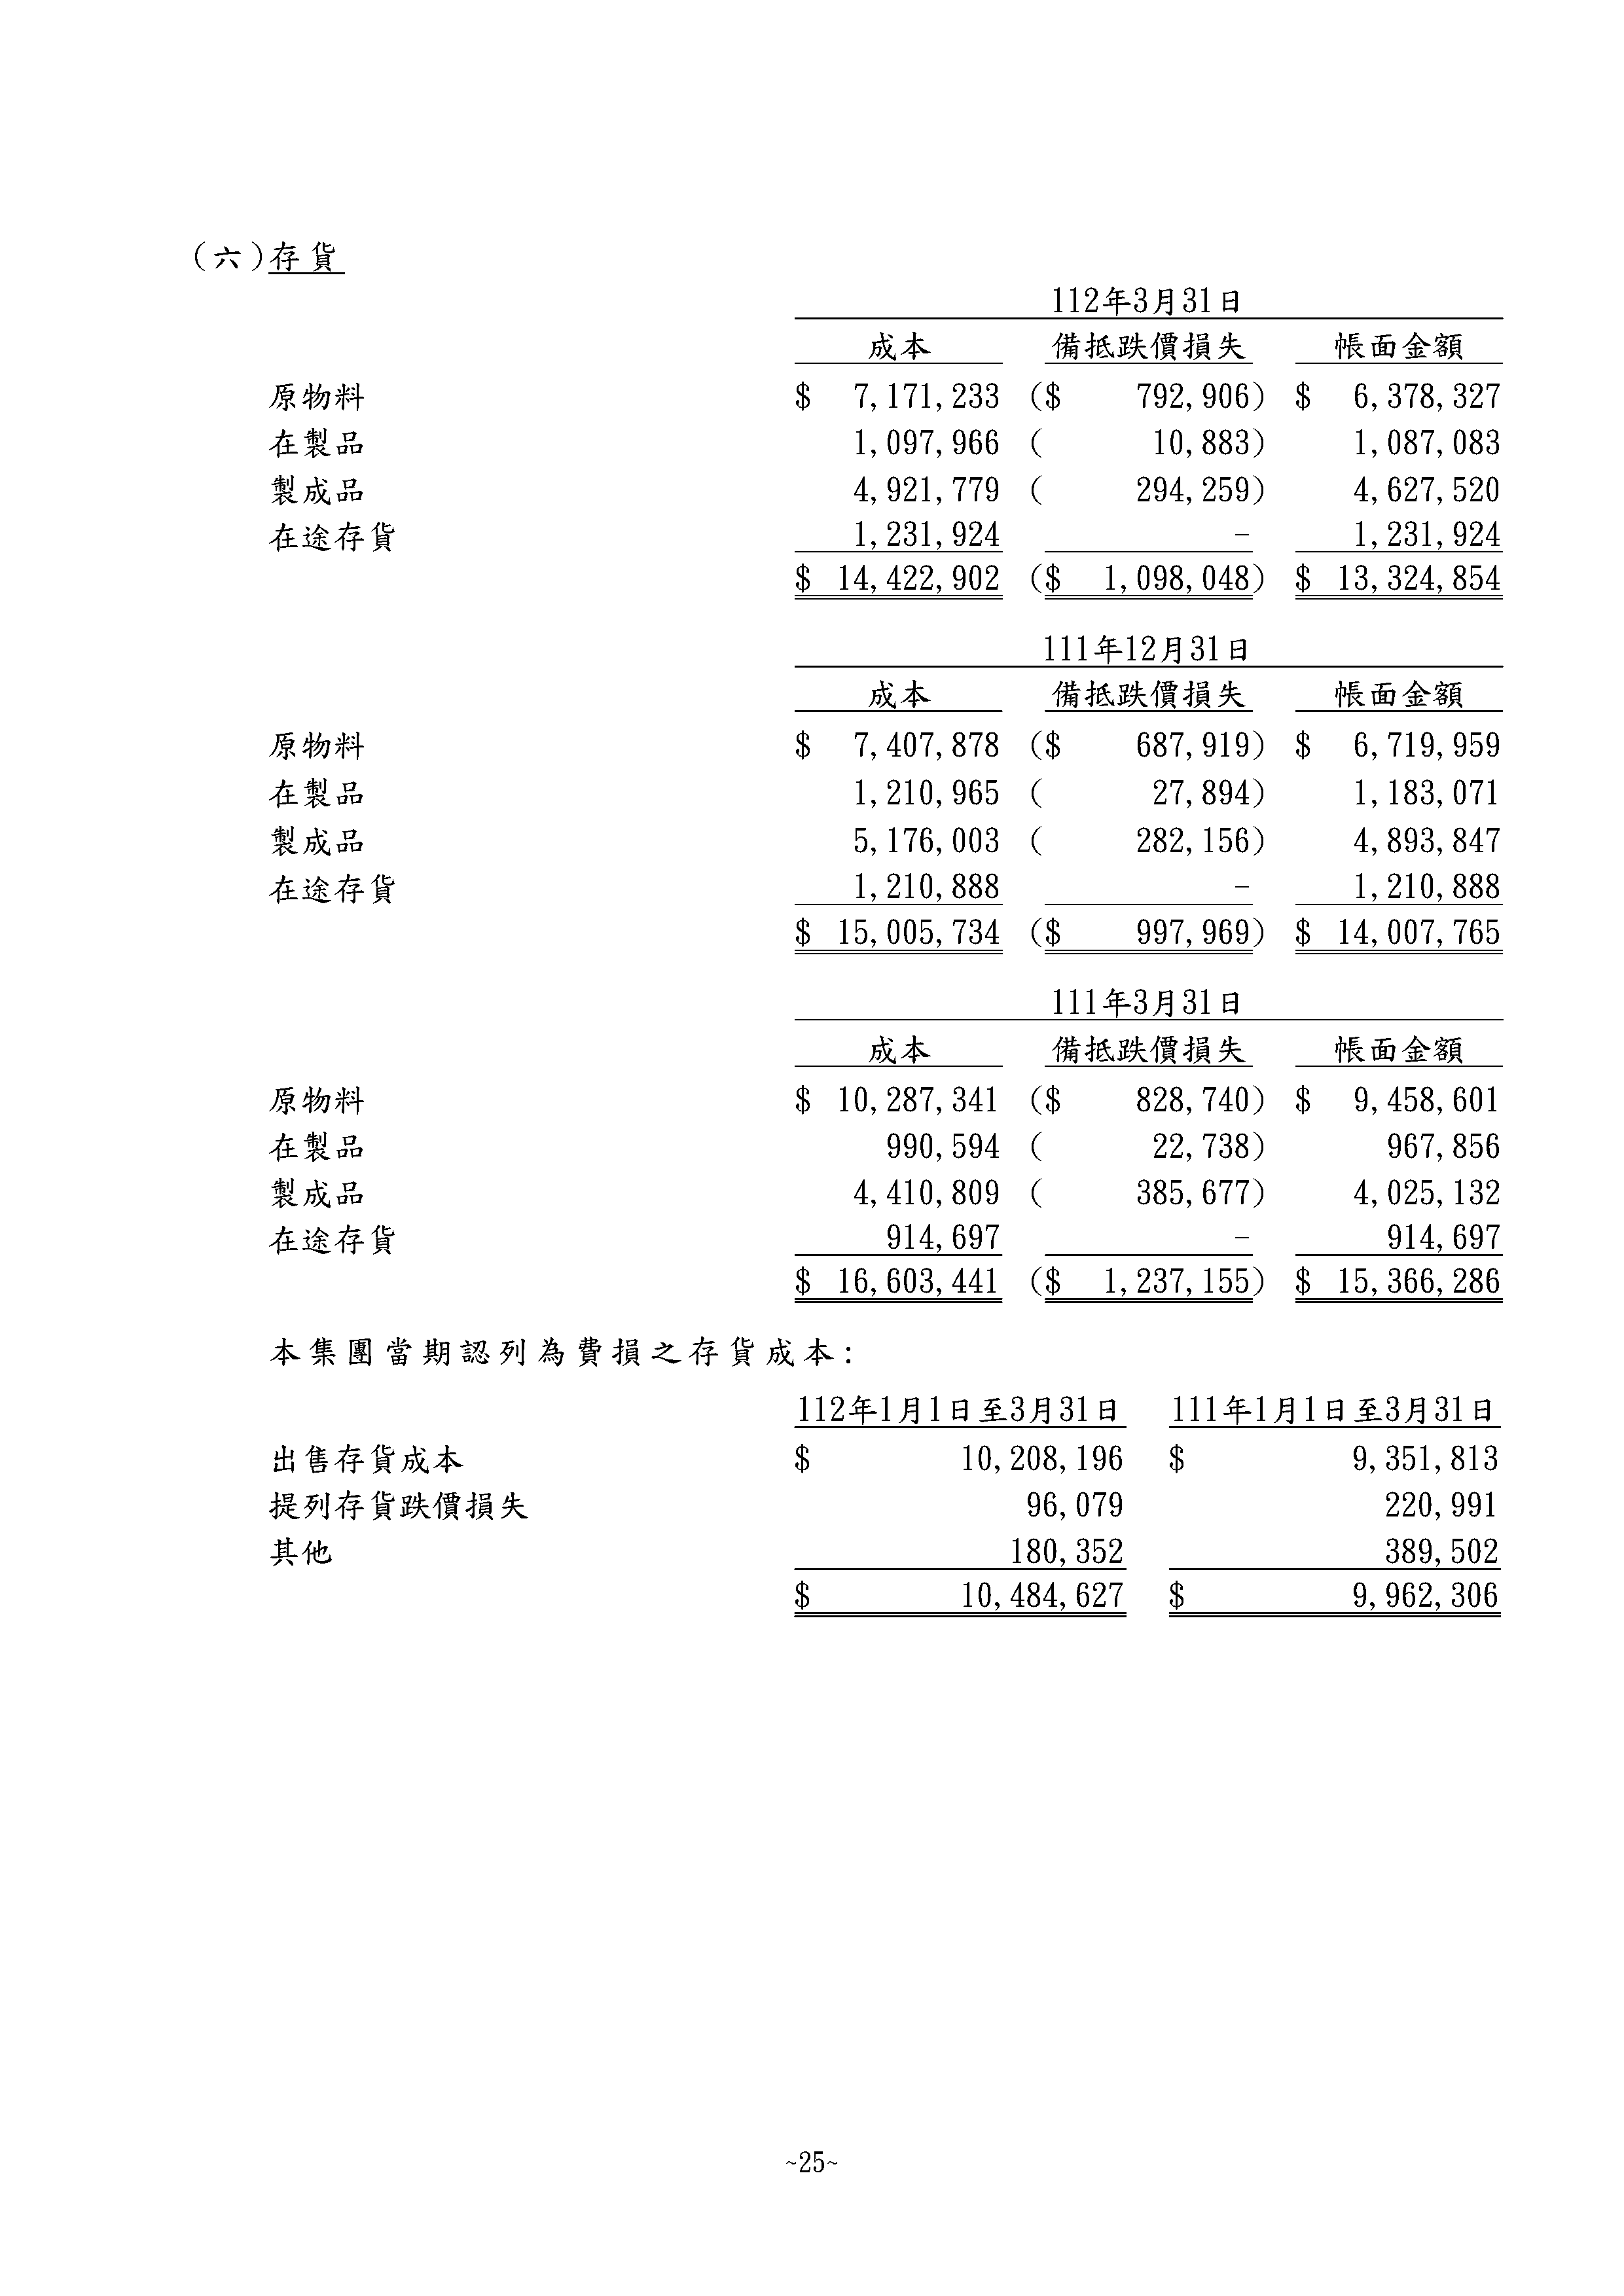 (六)存貨
112年3月31日
成本 備抵跌價損失 帳面金額
原物料 $ 7,171,233 ($ 792,906) $ 6,378,327
在製品 1,097,966 ( 10,883) 1,087,083
製成品 4,921,779 ( 294,259) 4,627,520
在途存貨 1,231,924 - 1,231,924
$ 14,422,902 ($ 1,098,048) $ 13,324,854
111年12月31日
成本 備抵跌價損失 帳面金額
原物料 $ 7,407,878 ($ 687,919) $ 6,719,959
在製品 1,210,965 ( 27,894) 1,183,071
製成品 5,176,003 ( 282,156) 4,893,847
在途存貨 1,210,888 - 1,210,888
$ 15,005,734 ($ 997,969) $ 14,007,765
111年3月31日
成本 備抵跌價損失 帳面金額
原物料 $ 10,287,341 ($ 828,740) $ 9,458,601
在製品 990,594 ( 22,738) 967,856
製成品 4,410,809 ( 385,677) 4,025,132
在途存貨 914,697 - 914,697
$ 16,603,441 ($ 1,237,155) $ 15,366,286
本集團當期認列為費損之存貨成本：
112年1月1日至3月31日 111年1月1日至3月31日
出售存貨成本 $ 10,208,196 $ 9,351,813
提列存貨跌價損失 96,079 220,991
其他 180,352 389,502
$ 10,484,627 $ 9,962,306
~25~